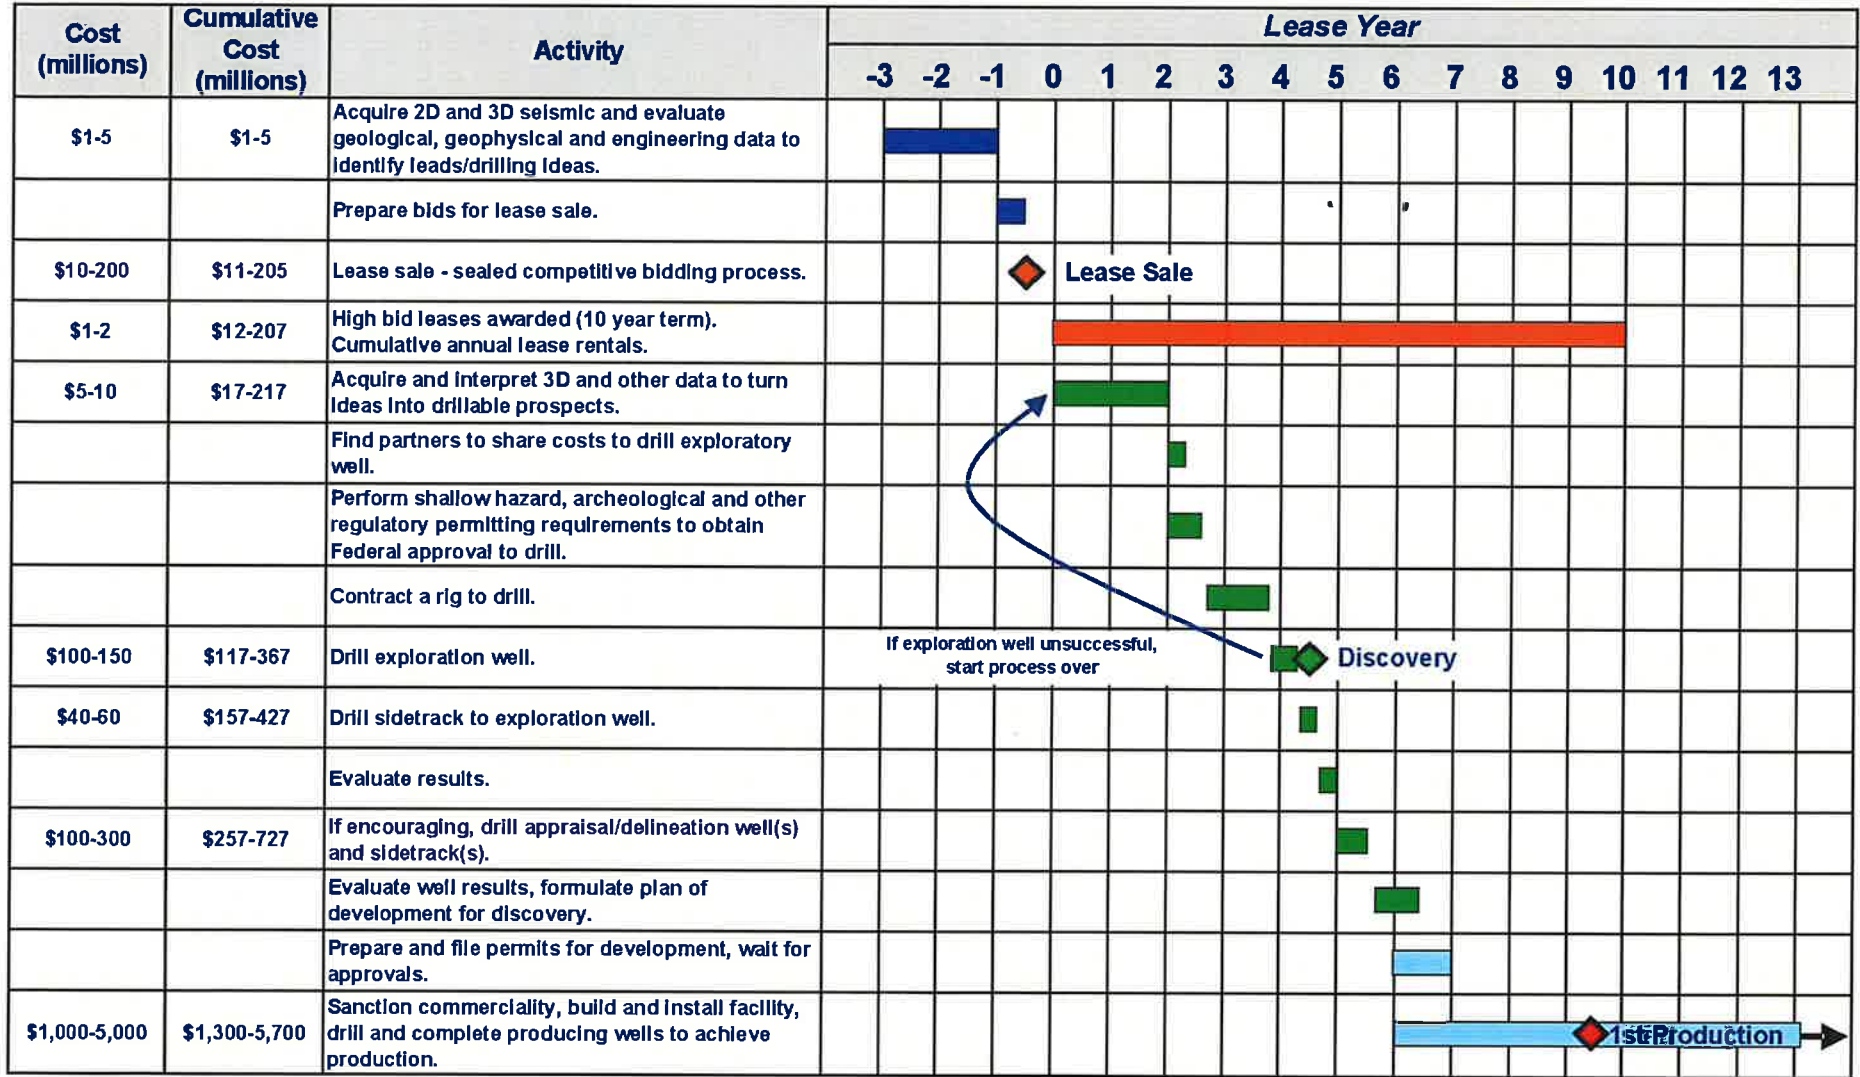 Cost
(millions)
Cumulative
Cost
(millions)
Activity
Lease Year
-3 -2 -1 0 1 2 3 4 5 6 7 8 9 10 11 12 13
$1-5
$1-5
Acquire 2D and 3D seismic and evaluate
geological, geophysical and engineering data to
identify leads/drilling ideas.
Prepare bids for lease sale.
$10-200
$11-205
Lease sale - sealed competitive bidding process.
Lease Sale
$1-2
$12-207
High bid leases awarded (10 year term).
Cumulative annual lease rentals.
$5-10
$17-217
Acquire and interpret 3D and other data to turn
ideas into drillable prospects.
Find partners to share costs to drill exploratory
well.
Perform shallow hazard, archeological and other
regulatory permitting requirements to obtain
Federal approval to drill.
Contract a rig to drill.
$100-150
$117-367
Drill exploration well.
If exploration well unsuccessful,
start process over
Discovery
$40-60
$157-427
Drill sidetrack to exploration well.
Evaluate results.
$100-300
$257-727
If encouraging, drill appraisal/delineation well(s)
and sidetrack(s).
Evaluate well results, formulate plan of
development for discovery.
Prepare and file permits for development, wait for
approvals.
$1,000-5,000
$1,300-5,700
Sanction commerciality, build and install facility,
drill and complete producing wells to achieve
production.
1st Production